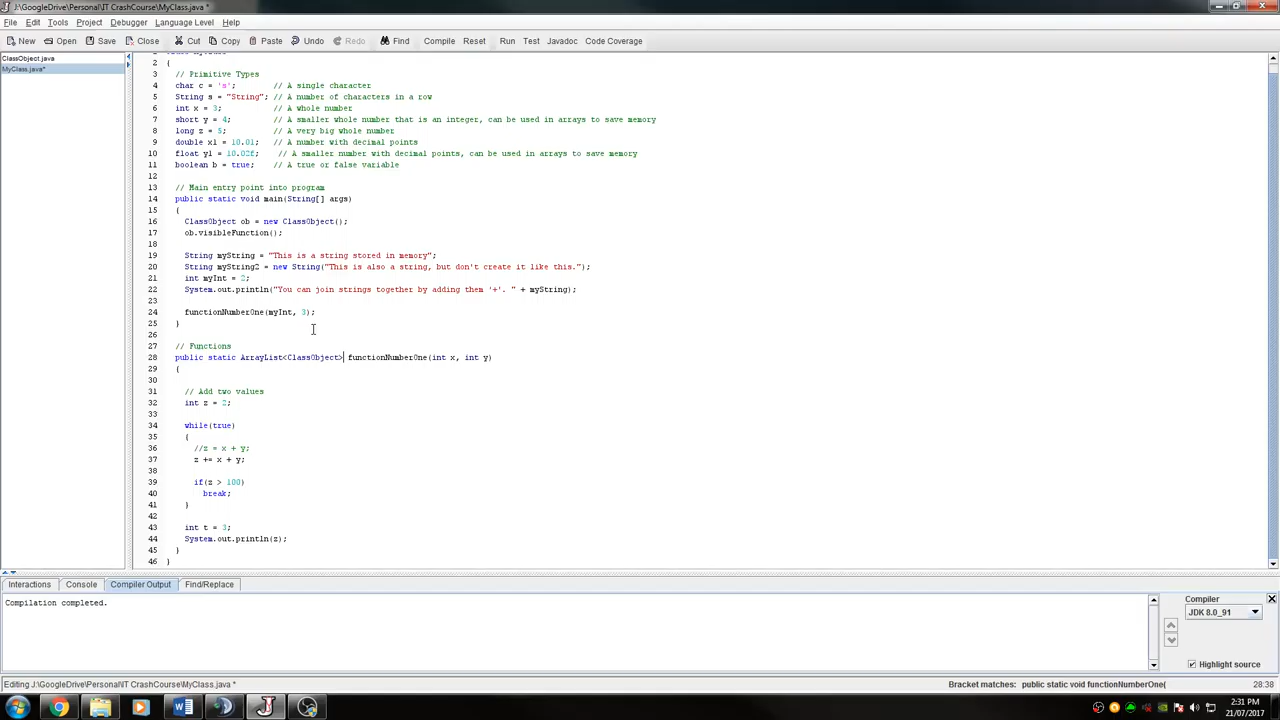 J:\GoogleDrive\Personal\IT CrashCourse\MyClass.java *
File Edit Tools Project Debugger Language Level Help
New Open Save Close Cut Copy Paste Undo Redo Find Compile Reset Run Test Javadoc Code Coverage
ClassObject.java
MyClass.java*
2 {
3 // Primitive Types
4 char c = 's'; // A single character
5 String s = "String"; // A number of characters in a row
6 int x = 3; // A whole number
7 short y = 4; // A smaller whole number that is an integer, can be used in arrays to save memory
8 long z = 5; // A very big whole number
9 double x1 = 10.01; // A number with decimal points
10 float y1 = 10.02f; // A smaller number with decimal points, can be used in arrays to save memory
11 boolean b = true; // A true or false variable
12
13 // Main entry point into program
14 public static void main(String[] args)
15 {
16 ClassObject ob = new ClassObject();
17 ob.visibleFunction();
18
19 String myString = "This is a string stored in memory";
20 String myString2 = new String("This is also a string, but don't create it like this.");
21 int myInt = 2;
22 System.out.println("You can join strings together by adding them '+'. " + myString);
23
24 functionNumberOne(myInt, 3);
25 }
26
27 // Functions
28 public static ArrayList<ClassObject> functionNumberOne(int x, int y)
29 {
30
31 // Add two values
32 int z = 2;
33
34 while(true)
35 {
36 //z = x + y;
37 z += x + y;
38
39 if(z > 100)
40 break;
41 }
42
43 int t = 3;
44 System.out.println(z);
45 }
46 }
Interactions Console Compiler Output Find/Replace
Compilation completed.
Compiler
JDK 8.0_91
Highlight source
Editing J:\GoogleDrive\Personal\IT CrashCourse\MyClass.java * Bracket matches: public static void functionNumberOne( 28:38
2:31 PM
21/07/2017